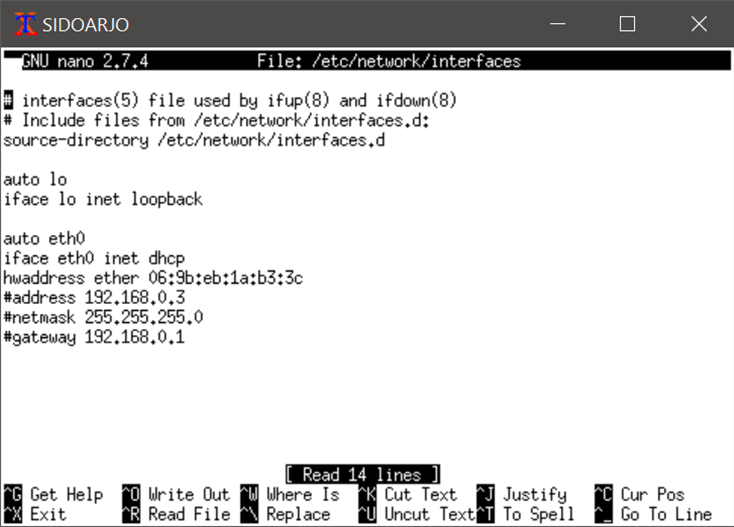 SIDOARJO
GNU nano 2.7.4 File: /etc/network/interfaces
# interfaces(5) file used by ifup(8) and ifdown(8)
# Include files from /etc/network/interfaces.d:
source-directory /etc/network/interfaces.d
auto lo
iface lo inet loopback
auto eth0
iface eth0 inet dhcp
hwaddress ether 06:9b:eb:1a:b3:3c
#address 192.168.0.3
#netmask 255.255.255.0
#gateway 192.168.0.1
[ Read 14 lines ]
^G Get Help ^O Write Out ^W Where Is ^K Cut Text ^J Justify ^C Cur Pos
^X Exit ^R Read File ^\ Replace ^U Uncut Text ^T To Spell ^_ Go To Line